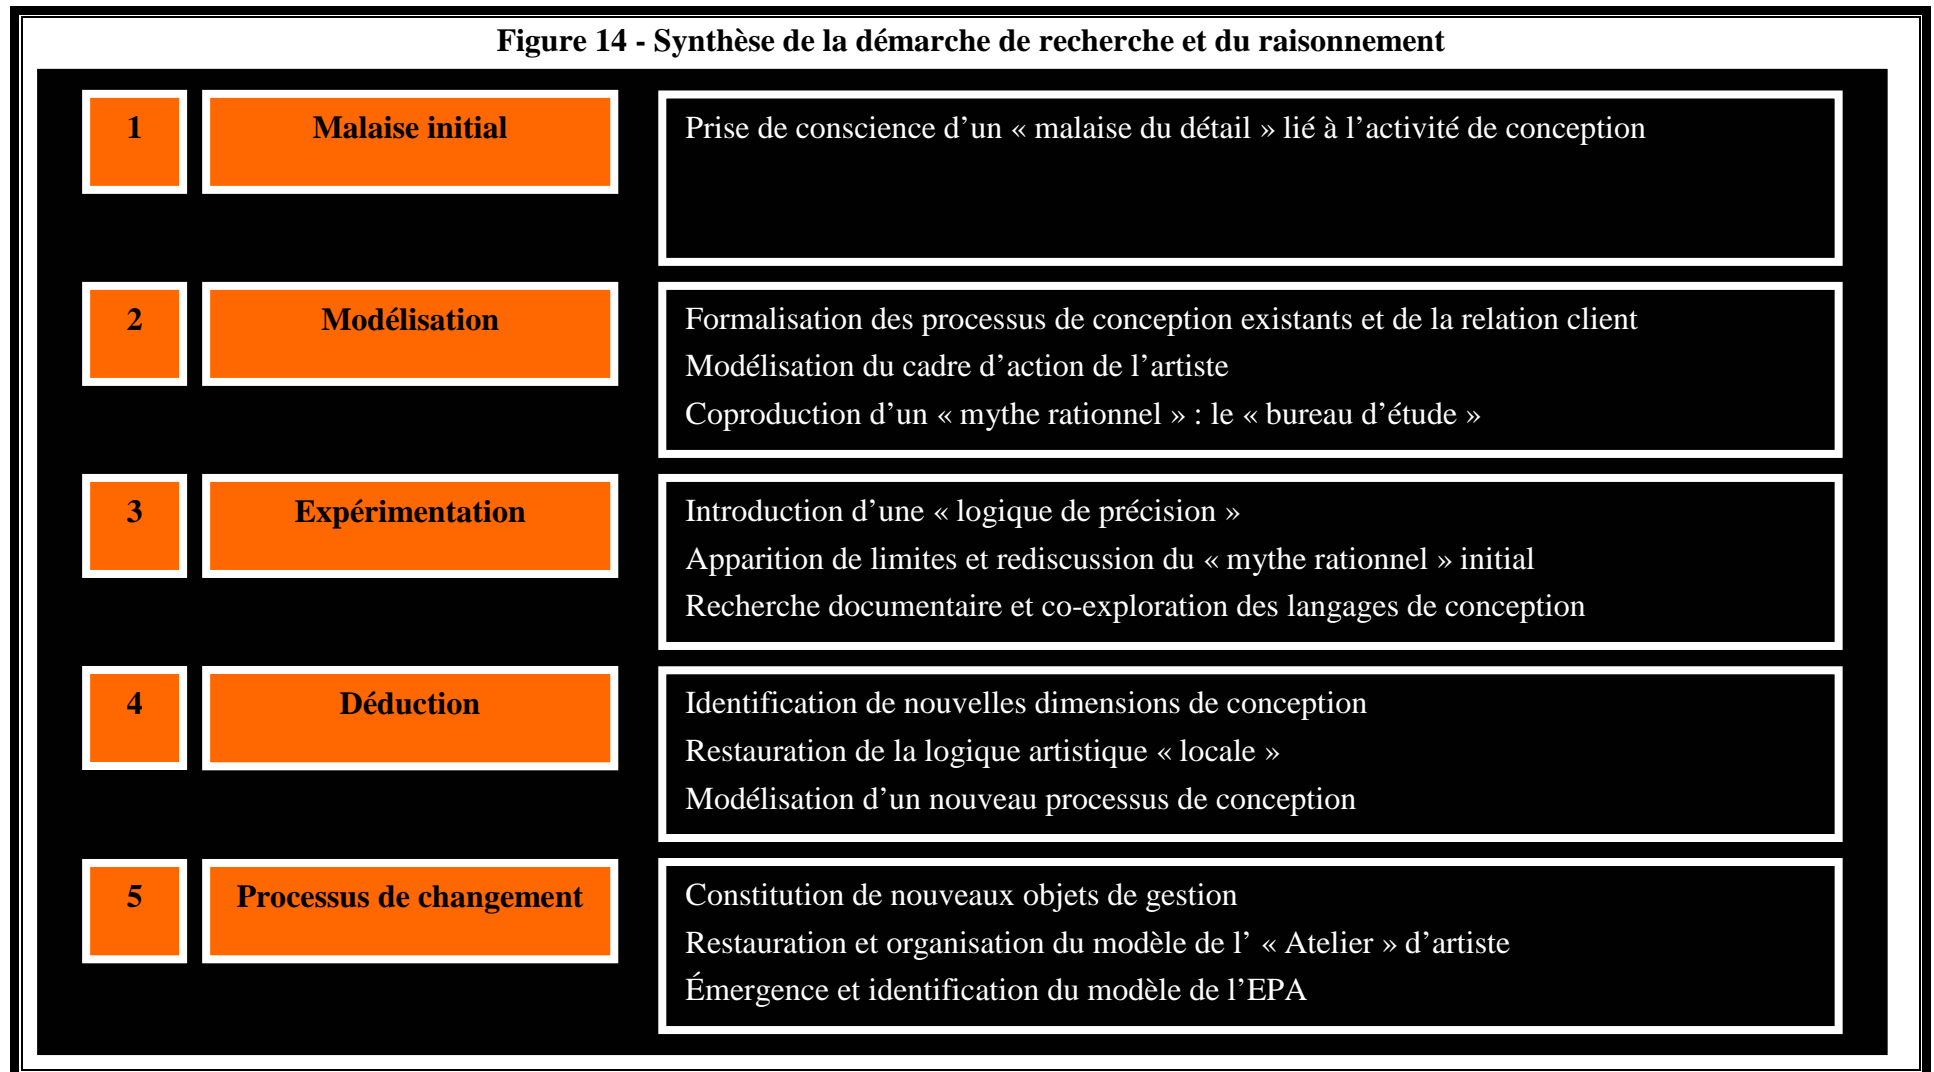 Figure 14 - Synthèse de la démarche de recherche et du raisonnement
1
Malaise initial
Prise de conscience d’un « malaise du détail » lié à l’activité de conception
2
Modélisation
Formalisation des processus de conception existants et de la relation client
Modélisation du cadre d’action de l’artiste
Coproduction d’un « mythe rationnel » : le « bureau d’étude »
3
Expérimentation
Introduction d’une « logique de précision »
Apparition de limites et rediscussion du « mythe rationnel » initial
Recherche documentaire et co-exploration des langages de conception
4
Déduction
Identification de nouvelles dimensions de conception
Restauration de la logique artistique « locale »
Modélisation d’un nouveau processus de conception
5
Processus de changement
Constitution de nouveaux objets de gestion
Restauration et organisation du modèle de l’ « Atelier » d’artiste
Émergence et identification du modèle de l’EPA